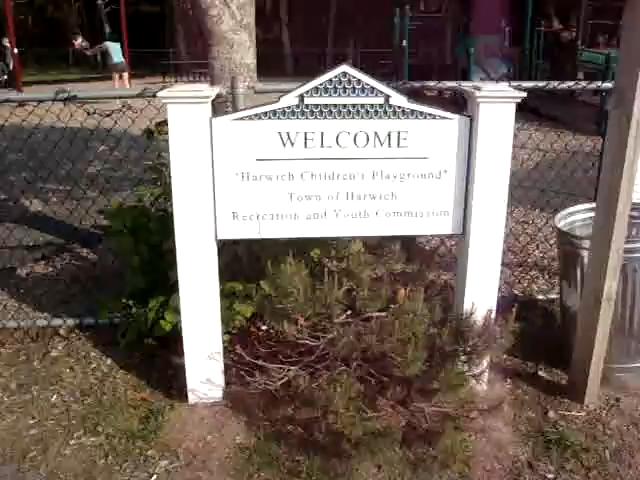 WELCOME
"Harwich Children's Playground"
Town of Harwich
Recreation and Youth Commission